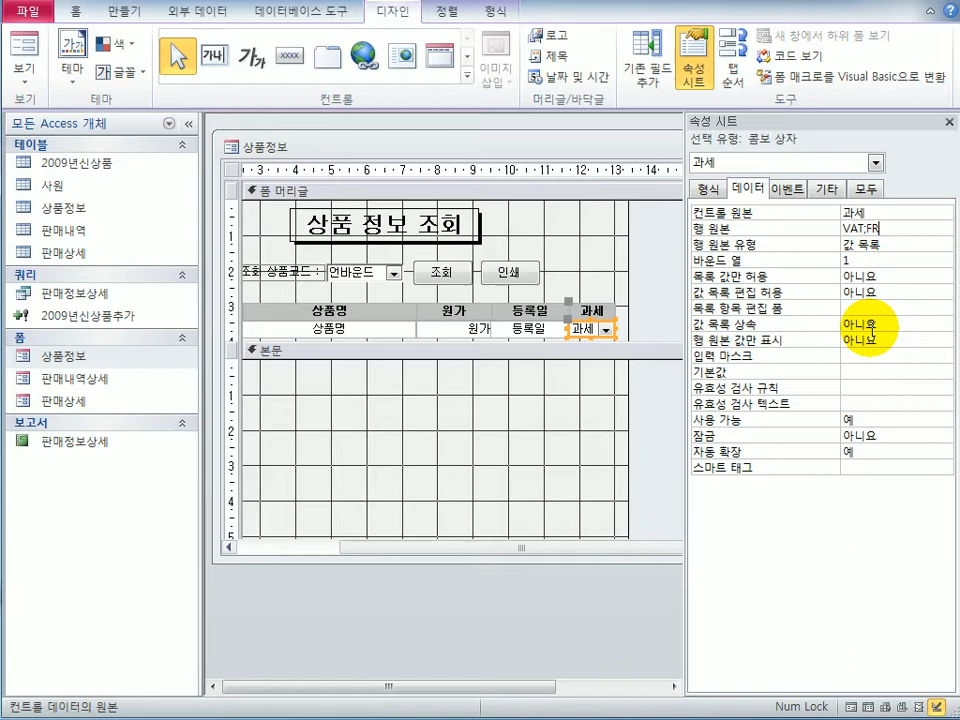 파일 홈 만들기 외부 데이터 데이터베이스 도구 디자인 정렬 형식
보기 테마 색 글꼴 가나 가가 xxxx 이미지 삽입 로고 제목 날짜 및 시간 기존 필드 추가 속성 시트 탭 순서 새 창에서 하위 폼 보기 코드 보기 폼 매크로를 Visual Basic으로 변환
보기 테마 컨트롤 머리글/바닥글 도구
모든 Access 개체
테이블
2009년신상품
사원
상품정보
판매내역
판매상세
쿼리
판매정보상세
2009년신상품추가
폼
상품정보
판매내역상세
판매상세
보고서
판매정보상세
상품정보
3 4 5 6 7 8 9 10 11 12 13 14
폼 머리글
상품 정보 조회
조회 상품코드 : 언바운드 조회 인쇄
상품명 원가 등록일 과세
상품명 원가 등록일 과세
본문
속성 시트
선택 유형: 콤보 상자
과세
형식 데이터 이벤트 기타 모두
컨트롤 원본 과세
행 원본 VAT;FR
행 원본 유형 값 목록
바운드 열 1
목록 값만 허용 아니요
값 목록 편집 허용 아니요
목록 항목 편집 폼
값 목록 상속 아니요
행 원본 값만 표시 아니요
입력 마스크
기본값
유효성 검사 규칙
유효성 검사 텍스트
사용 가능 예
잠금 아니요
자동 확장 예
스마트 태그
컨트롤 데이터의 원본 Num Lock